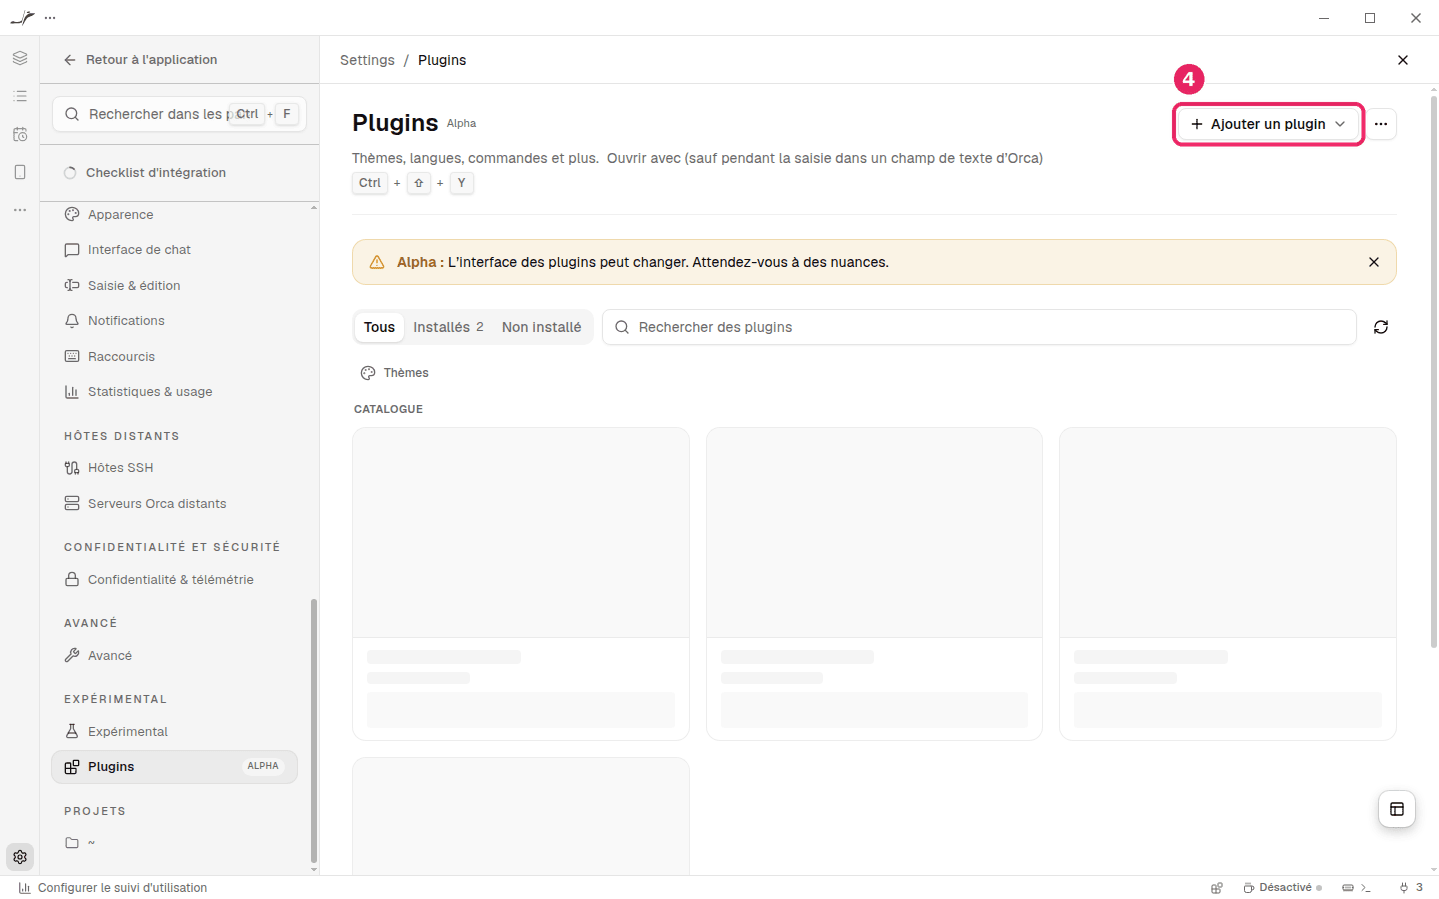 Retour à l'application
Settings / Plugins
4
Rechercher dans les p
Ctrl + F
Plugins Alpha
Ajouter un plugin
Thèmes, langues, commandes et plus. Ouvrir avec (sauf pendant la saisie dans un champ de texte d'Orca)
Ctrl + ⇧ + Y
Checklist d'intégration
Apparence
Interface de chat
Saisie & édition
Notifications
Raccourcis
Statistiques & usage
HÔTES DISTANTS
Hôtes SSH
Serveurs Orca distants
CONFIDENTIALITÉ ET SÉCURITÉ
Confidentialité & télémétrie
AVANCÉ
Avancé
EXPÉRIMENTAL
Expérimental
Plugins ALPHA
PROJETS
~
Alpha : L'interface des plugins peut changer. Attendez-vous à des nuances.
Tous Installés 2 Non installé
Rechercher des plugins
Thèmes
CATALOGUE
Configurer le suivi d'utilisation
Désactivé
3